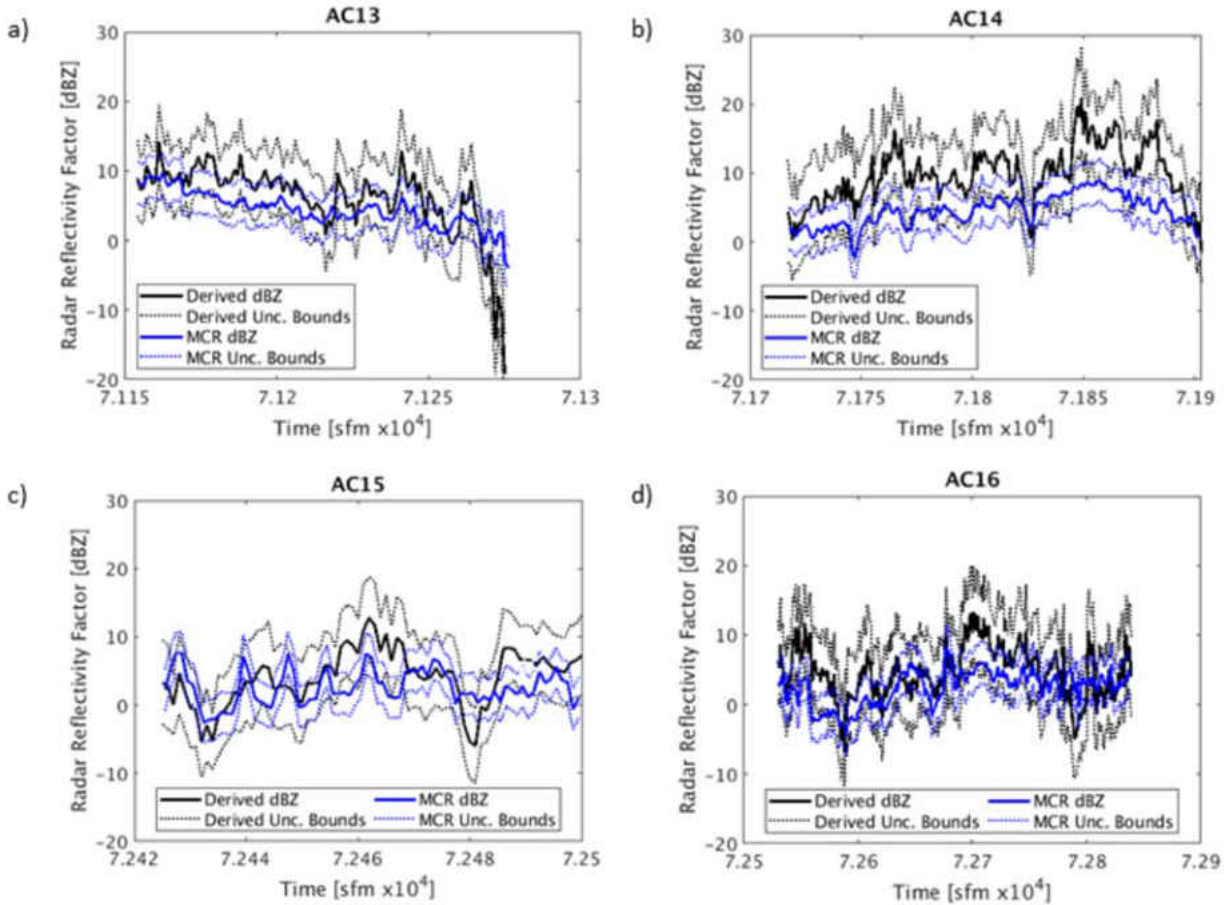 a)
AC13
Radar Reflectivity Factor [dBZ]
30
20
10
0
−10
−20
Derived dBZ
Derived Unc. Bounds
MCR dBZ
MCR Unc. Bounds
7.115
7.12
7.125
7.13
Time [sfm x10^4]
b)
AC14
Radar Reflectivity Factor [dBZ]
30
20
10
0
−10
−20
Derived dBZ
Derived Unc. Bounds
MCR dBZ
MCR Unc. Bounds
7.17
7.175
7.18
7.185
7.19
Time [sfm x10^4]
c)
AC15
Radar Reflectivity Factor [dBZ]
30
20
10
0
−10
−20
Derived dBZ MCR dBZ
Derived Unc. Bounds MCR Unc. Bounds
7.242
7.244
7.246
7.248
7.25
Time [sfm x10^4]
d)
AC16
Radar Reflectivity Factor [dBZ]
30
20
10
0
−10
−20
Derived dBZ MCR dBZ
Derived Unc. Bounds MCR Unc. Bounds
7.25
7.26
7.27
7.28
7.29
Time [sfm x10^4]